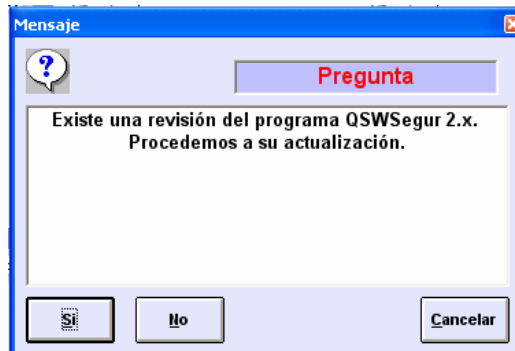 Mensaje
Pregunta
Existe una revisión del programa QSWSegur 2.x.
Procedemos a su actualización.
Si
No
Cancelar